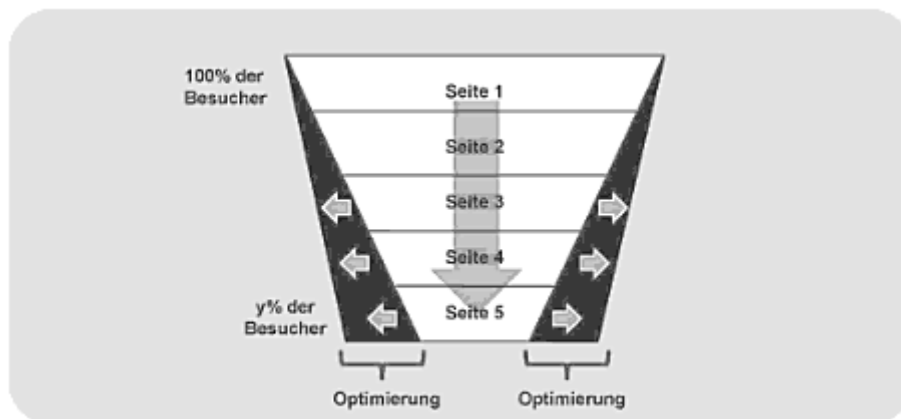 100% der
Besucher
Seite 1
Seite 2
Seite 3
Seite 4
y% der
Besucher
Seite 5
Optimierung
Optimierung